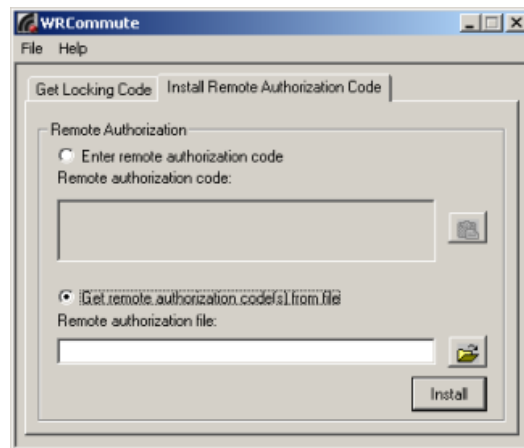 WRCommute
File Help
Get Locking Code Install Remote Authorization Code
Remote Authorization
Enter remote authorization code
Remote authorization code:
Get remote authorization code(s) from file
Remote authorization file:
Install